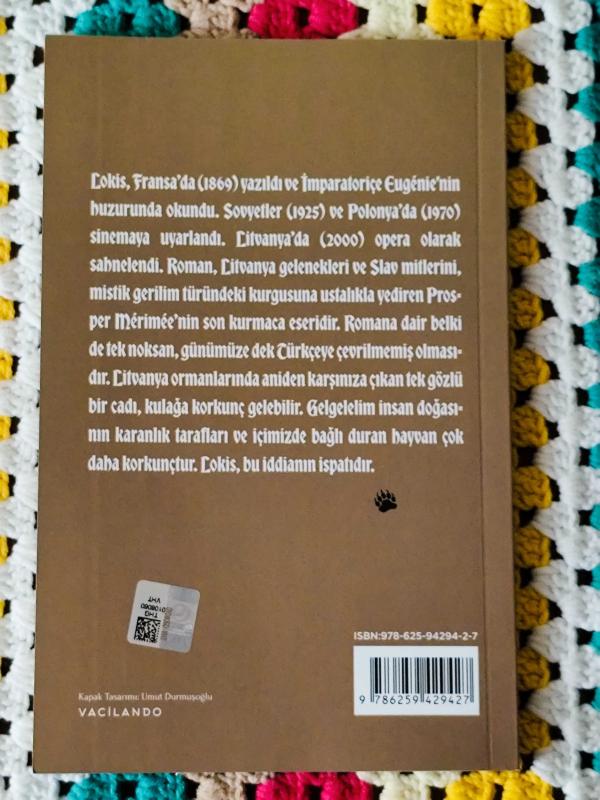 Lokis, Fransa'da (1869) yazıldı ve İmparatoriçe Eugénie'nin
huzurunda okundu. Sovyetler (1925) ve Polonya'da (1970)
sinemaya uyarlandı. Litvanya'da (2000) opera olarak
sahnelendi. Roman, Litvanya gelenekleri ve Slav mitlerini,
mistik gerilim türündeki kurgusuna ustalıkla yediren Pros-
per Mérimée'nin son kurmaca eseridir. Romana dair belki
de tek noksan, günümüze dek Türkçeye çevrilmemiş olması-
dır. Litvanya ormanlarında aniden karşınıza çıkan tek gözlü
bir cadı, kulağa korkunç gelebilir. Gelgelelim insan doğası-
nın karanlık tarafları ve içimizde bağlı duran hayvan çok
daha korkunçtur. Lokis, bu iddianın ispatıdır.
THG
VHT
ISBN:978-625-94294-2-7
9 786259 429427
Kapak Tasarımı: Umut Durmuşoğlu
VACİLANDO